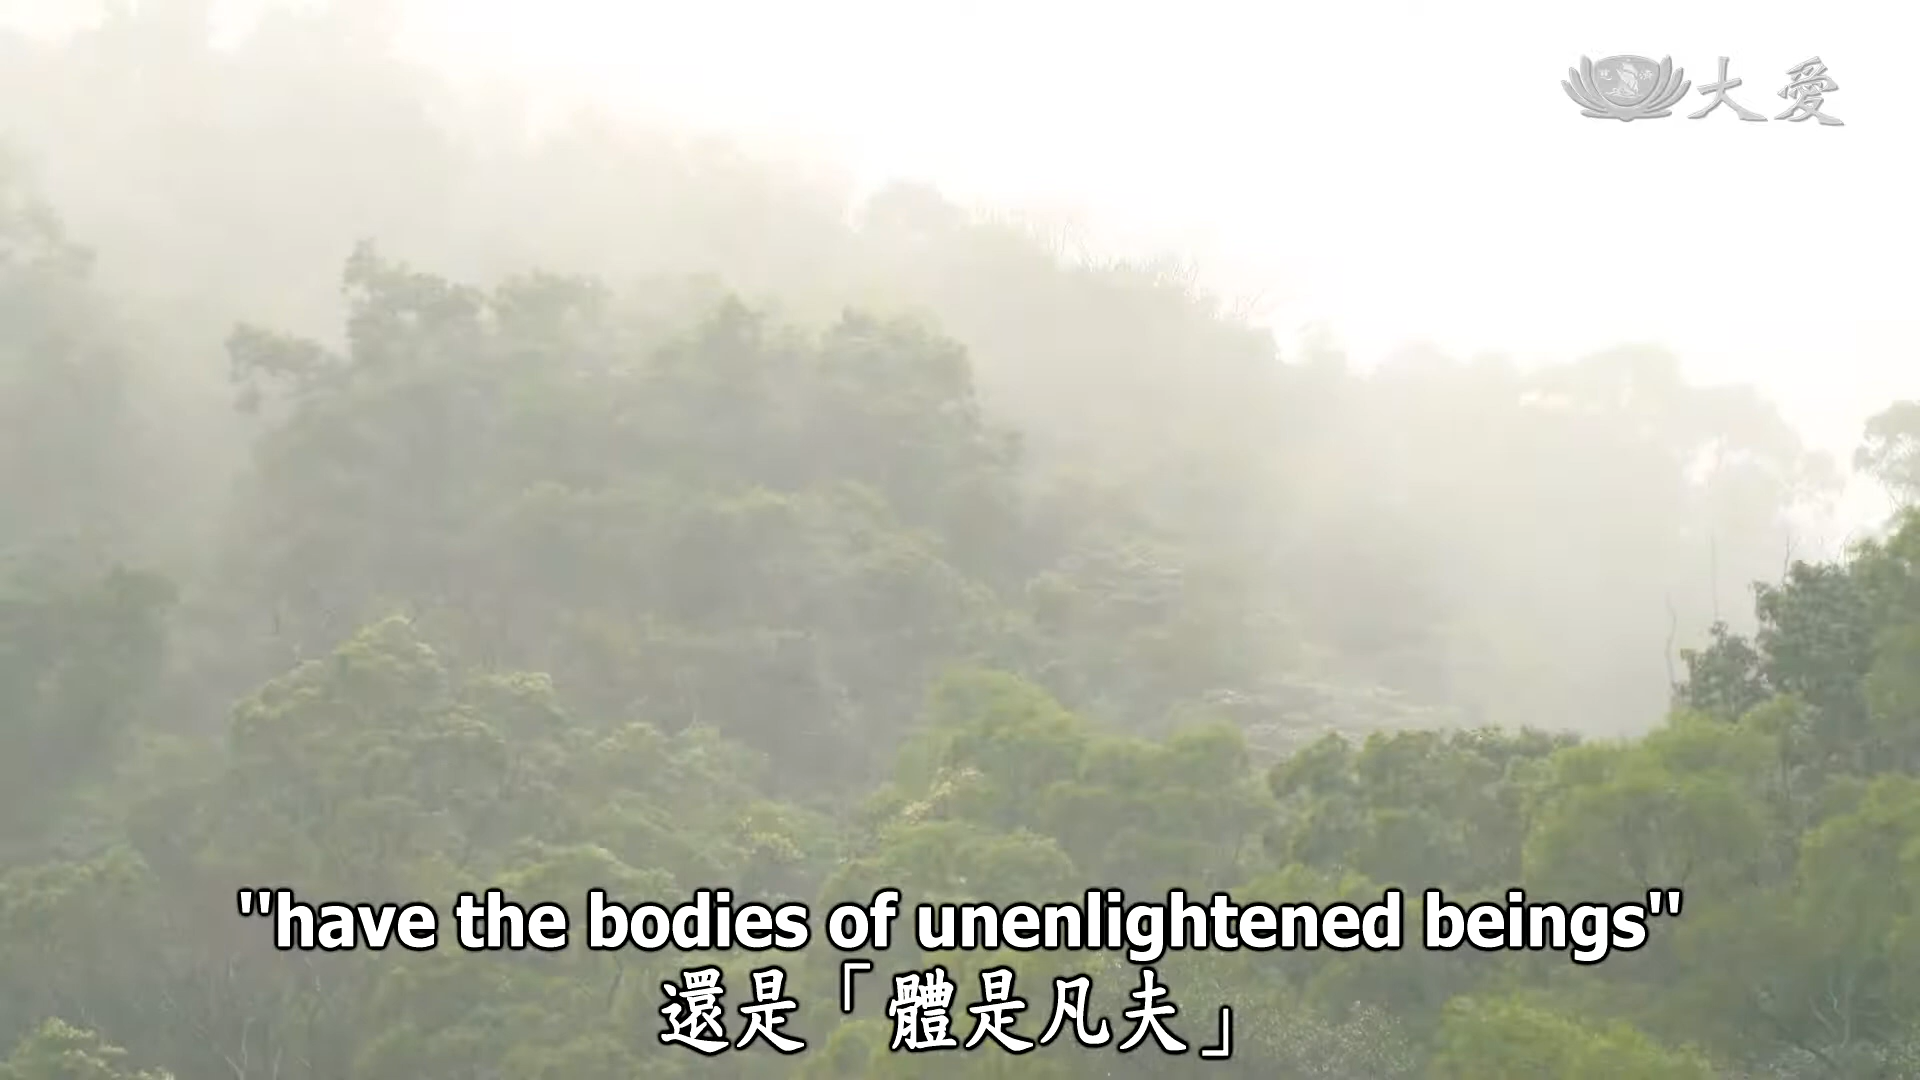 大愛
"have the bodies of unenlightened beings"
還是「體是凡夫」